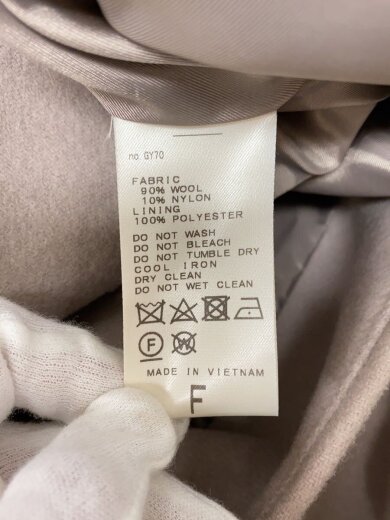 no GY70
FABRIC
90% WOOL
10% NYLON
LINING
100% POLYESTER
DO NOT WASH
DO NOT BLEACH
DO NOT TUMBLE DRY
COOL IRON
DRY CLEAN
DO NOT WET CLEAN
F W
MADE IN VIETNAM
F